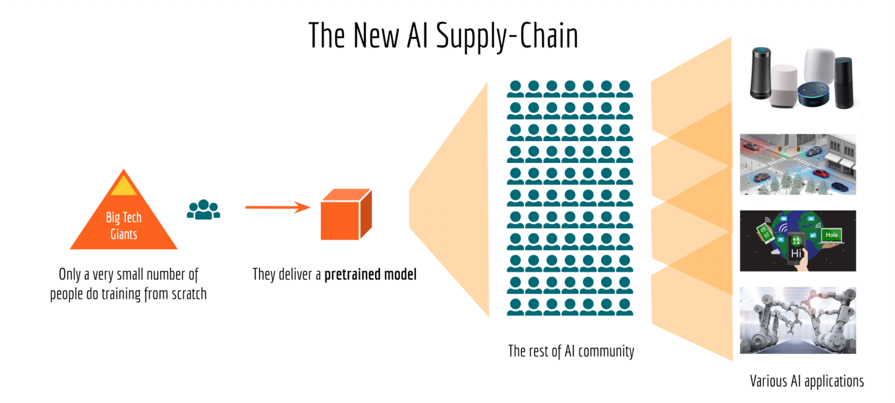 The New AI Supply-Chain
Big Tech
Giants
Only a very small number of
people do training from scratch
They deliver a pretrained model
The rest of AI community
Hi
Hola
Various AI applications